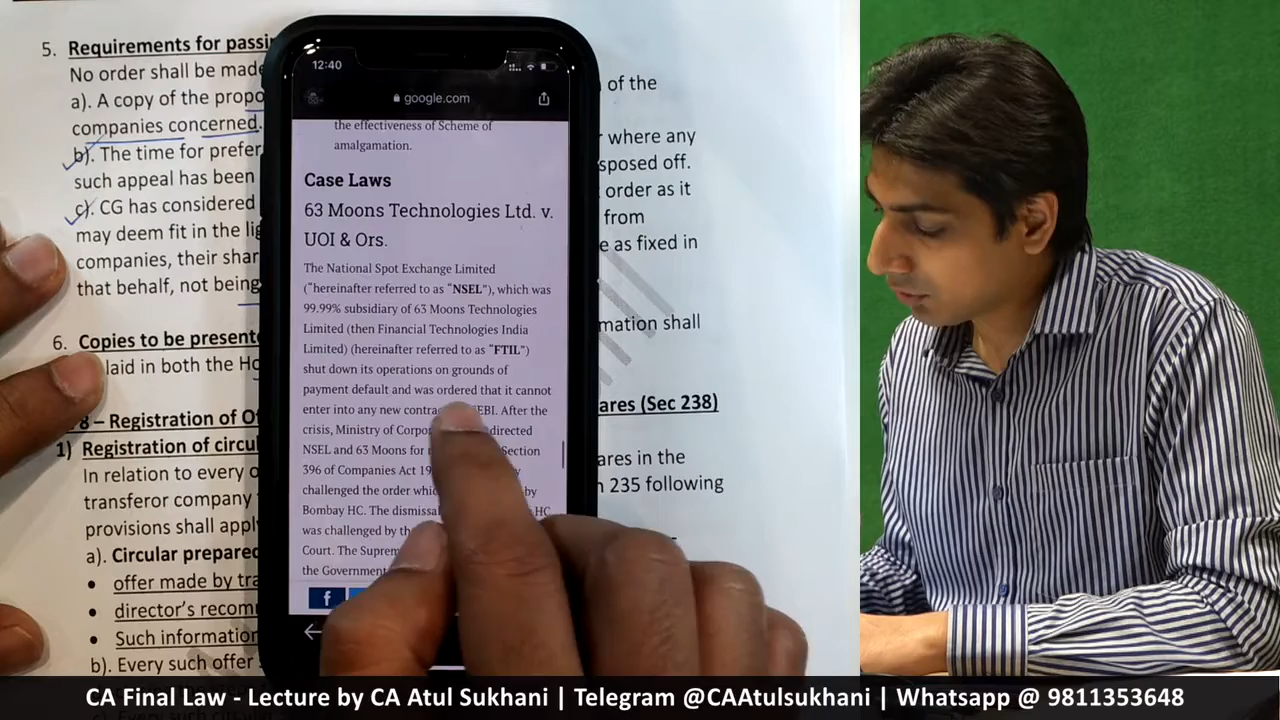 5. Requirements for passi
No order shall be made
a). A copy of the propo
companies concerned.
b). The time for prefer
such appeal has been
c). CG has considered
may deem fit in the lig
companies, their shar
that behalf, not being
6. Copies to be presente
laid in both the Ho
8 – Registration of Of
1) Registration of circul
In relation to every o
transferor company
provisions shall apply
a). Circular prepared
• offer made by tra
• director's recom
• Such information
b). Every such offer
12:40
google.com
the effectiveness of Scheme of
amalgamation.
Case Laws
63 Moons Technologies Ltd. v.
UOI & Ors.
The National Spot Exchange Limited
("hereinafter referred to as "NSEL"), which was
99.99% subsidiary of 63 Moons Technologies
Limited (then Financial Technologies India
Limited) (hereinafter referred to as "FTIL")
shut down its operations on grounds of
payment default and was ordered that it cannot
enter into any new contrac EBI. After the
crisis, Ministry of Corpor directed
NSEL and 63 Moons for Section
396 of Companies Act 19
challenged the order whic by
Bombay HC. The dismissal HC
was challenged by th
Court. The Suprem
the Government
f
of the
where any
sposed off.
order as it
from
e as fixed in
mation shall
ares (Sec 238)
ares in the
235 following
CA Final Law - Lecture by CA Atul Sukhani | Telegram @CAAtulsukhani | Whatsapp @ 9811353648